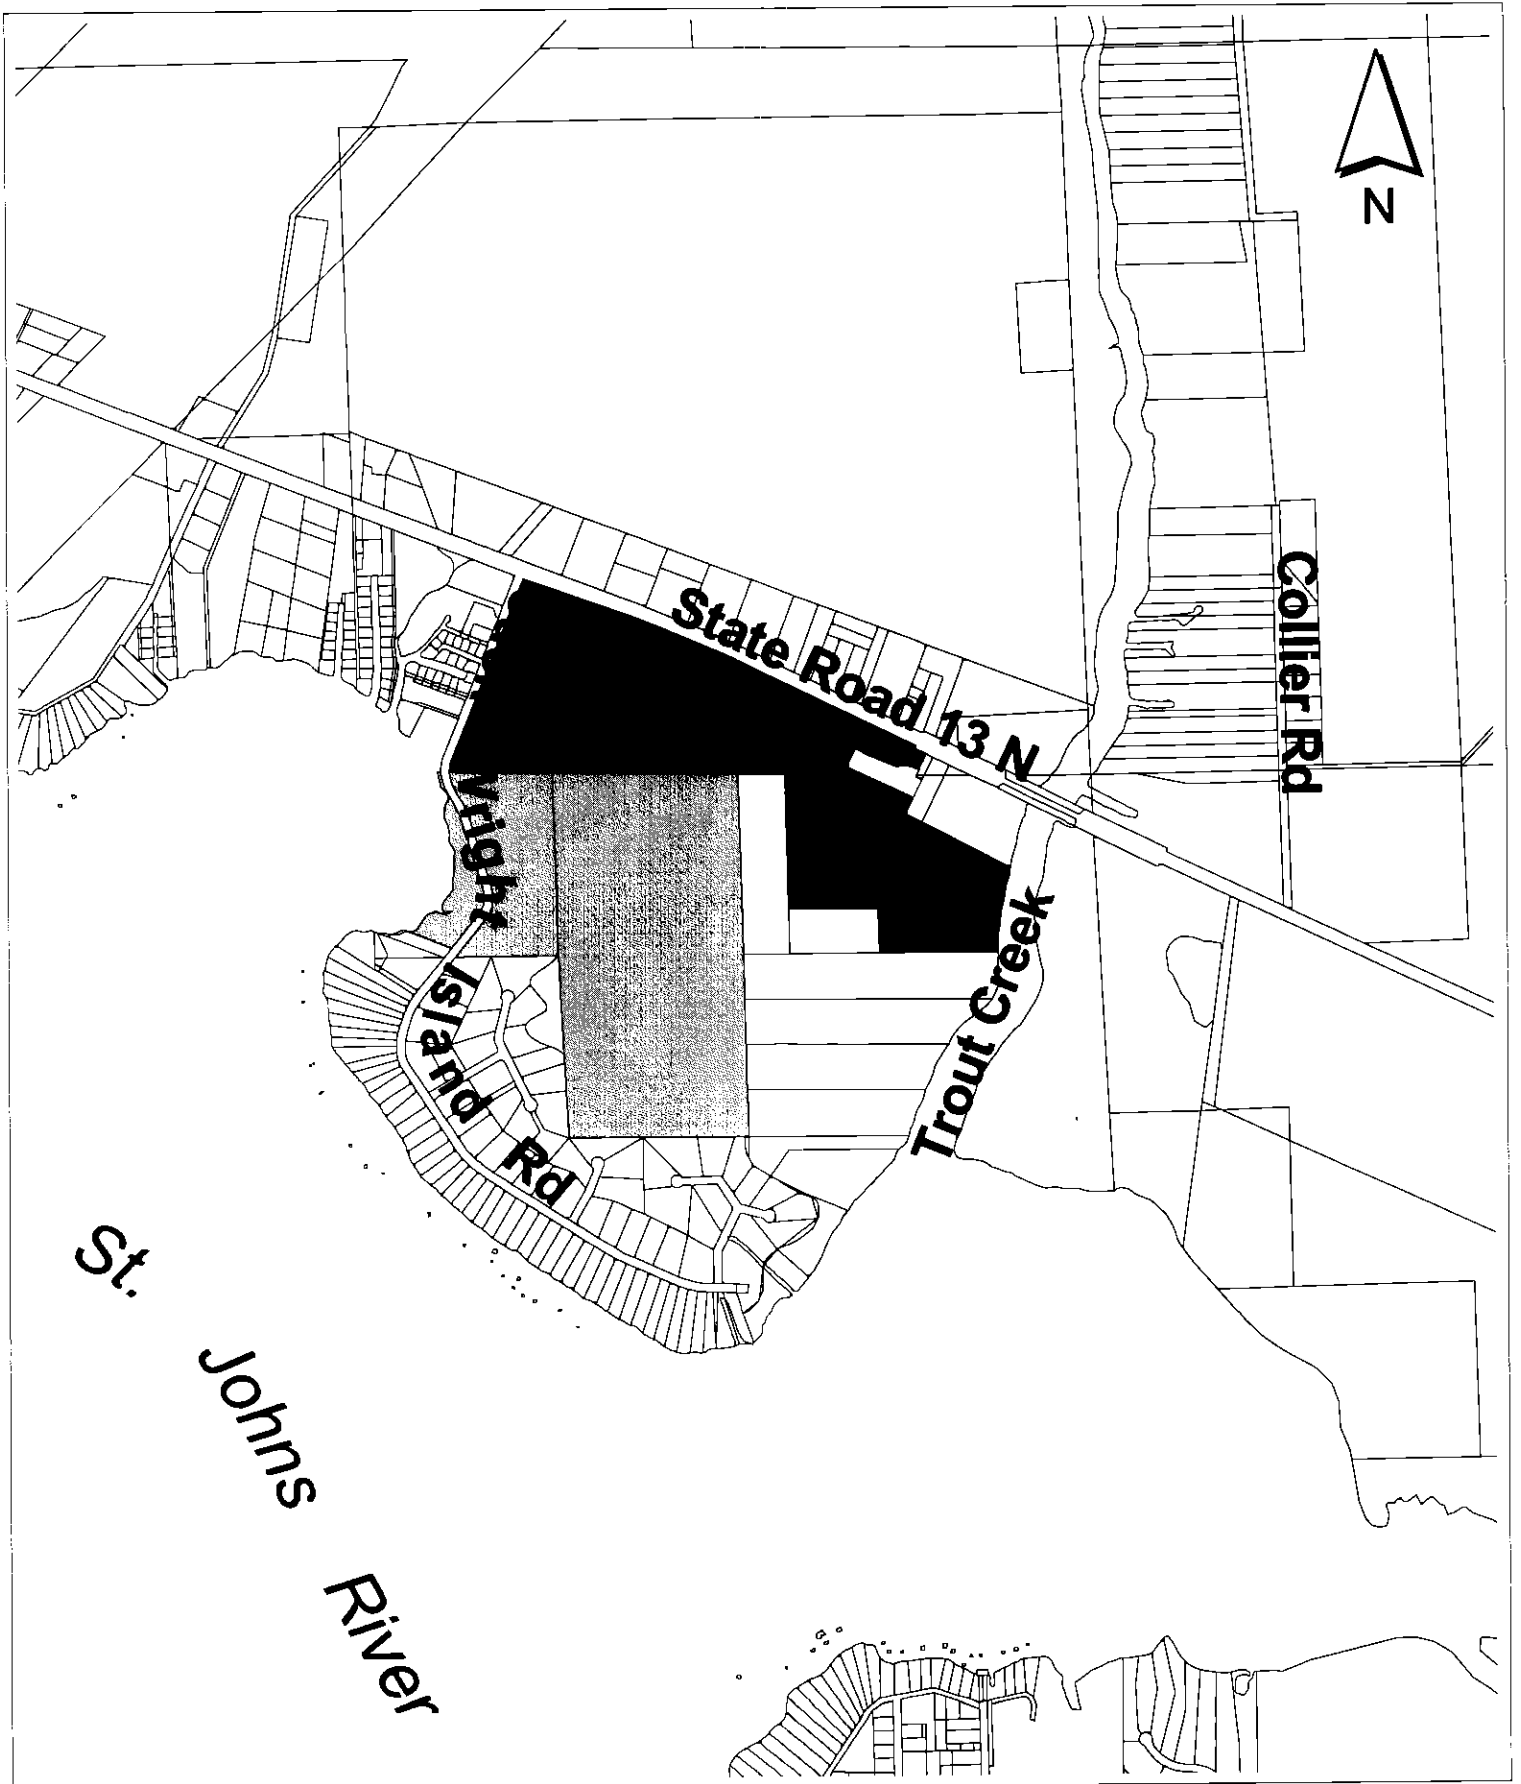 N
Collier Rd
State Road 13 N
Wright
Island
Rd
Trout Creek
St.
Johns
River